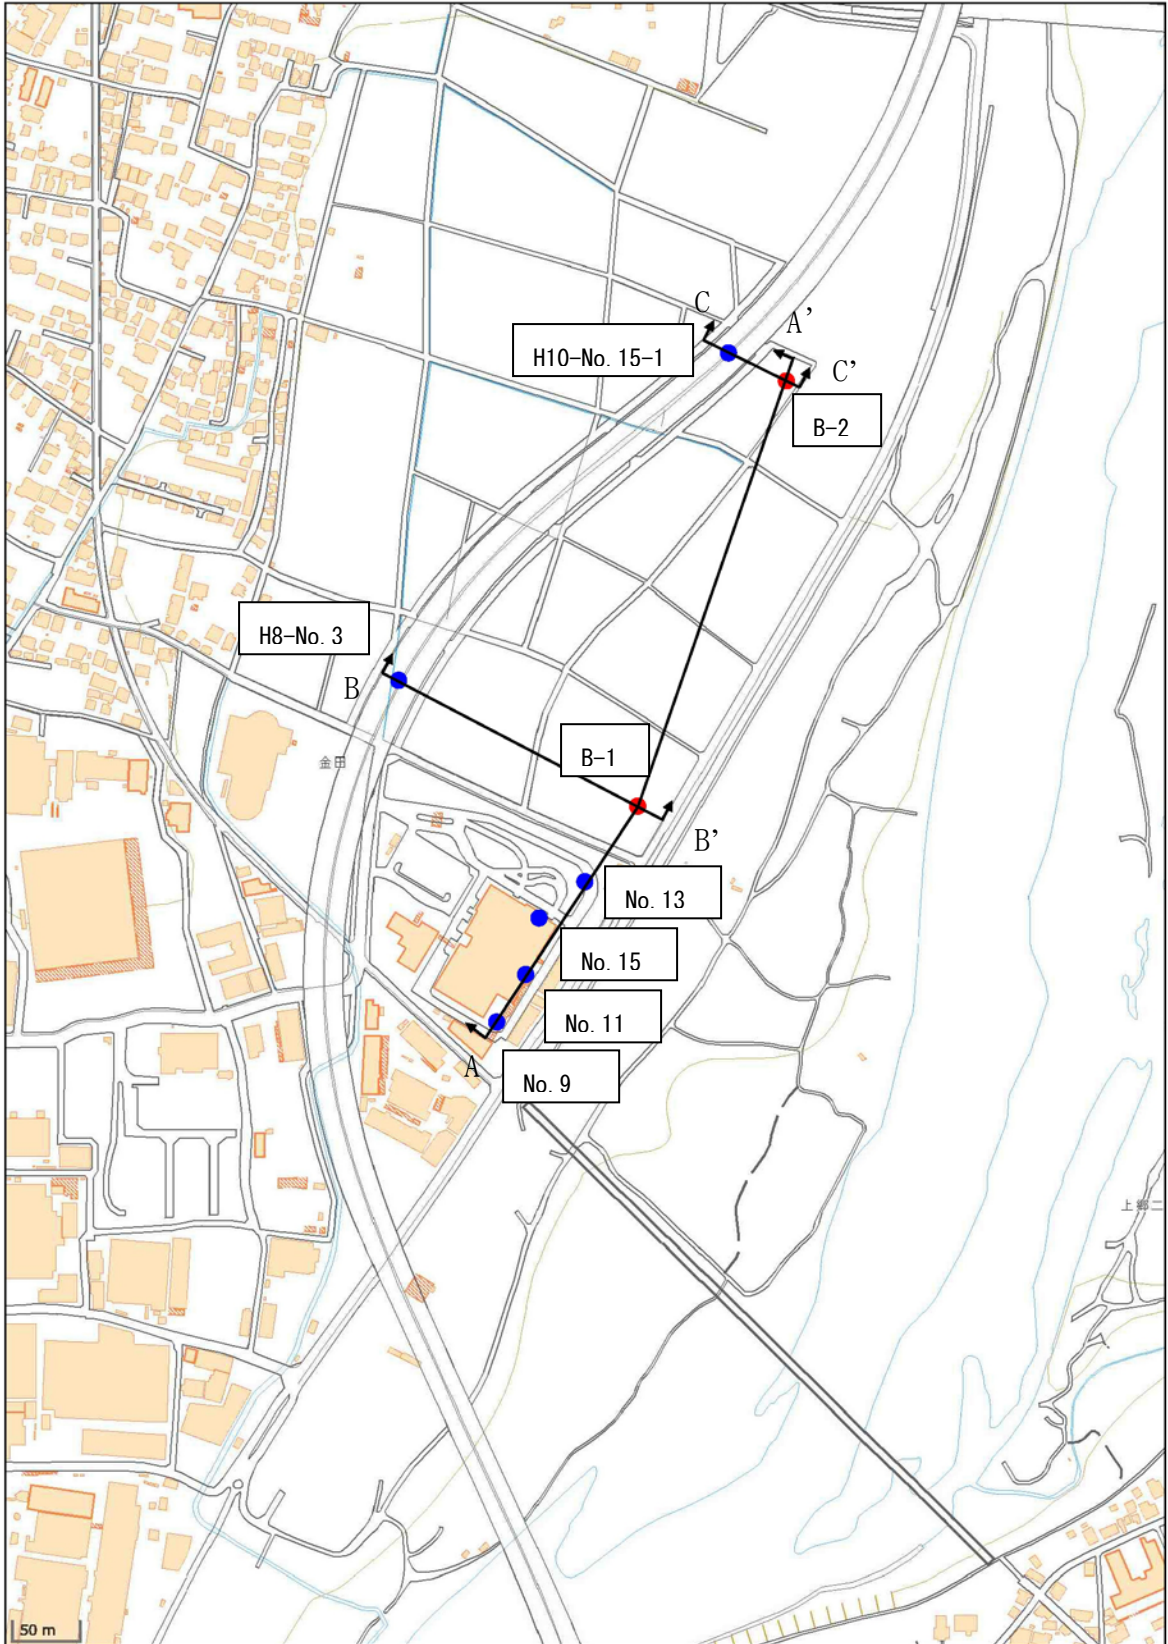 C
A’
H10-No. 15-1
C’
B-2
H8-No. 3
B
B-1
金田
B’
No. 13
No. 15
No. 11
A
No. 9
上郷二
50 m